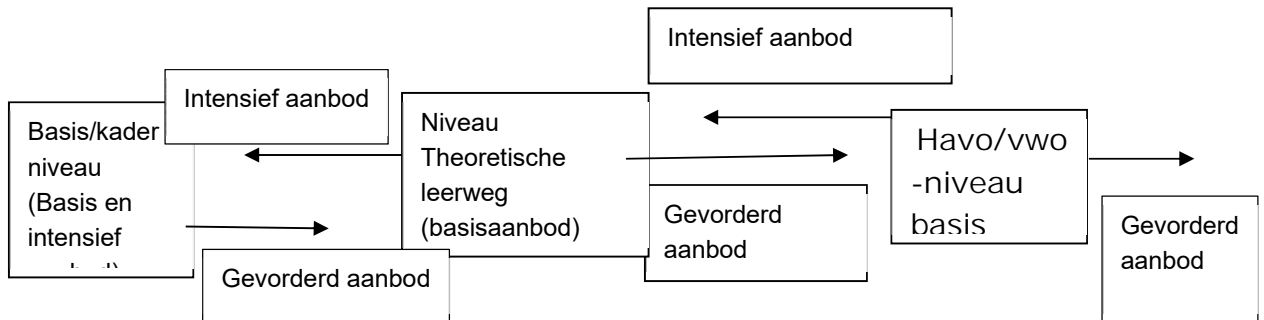 Intensief aanbod
Intensief aanbod
Basis/kader
niveau
(Basis en
intensief
Niveau
Theoretische
leerweg
(basisaanbod)
Havo/vwo
-niveau
basis
Gevorderd
aanbod
Gevorderd
aanbod
Gevorderd aanbod